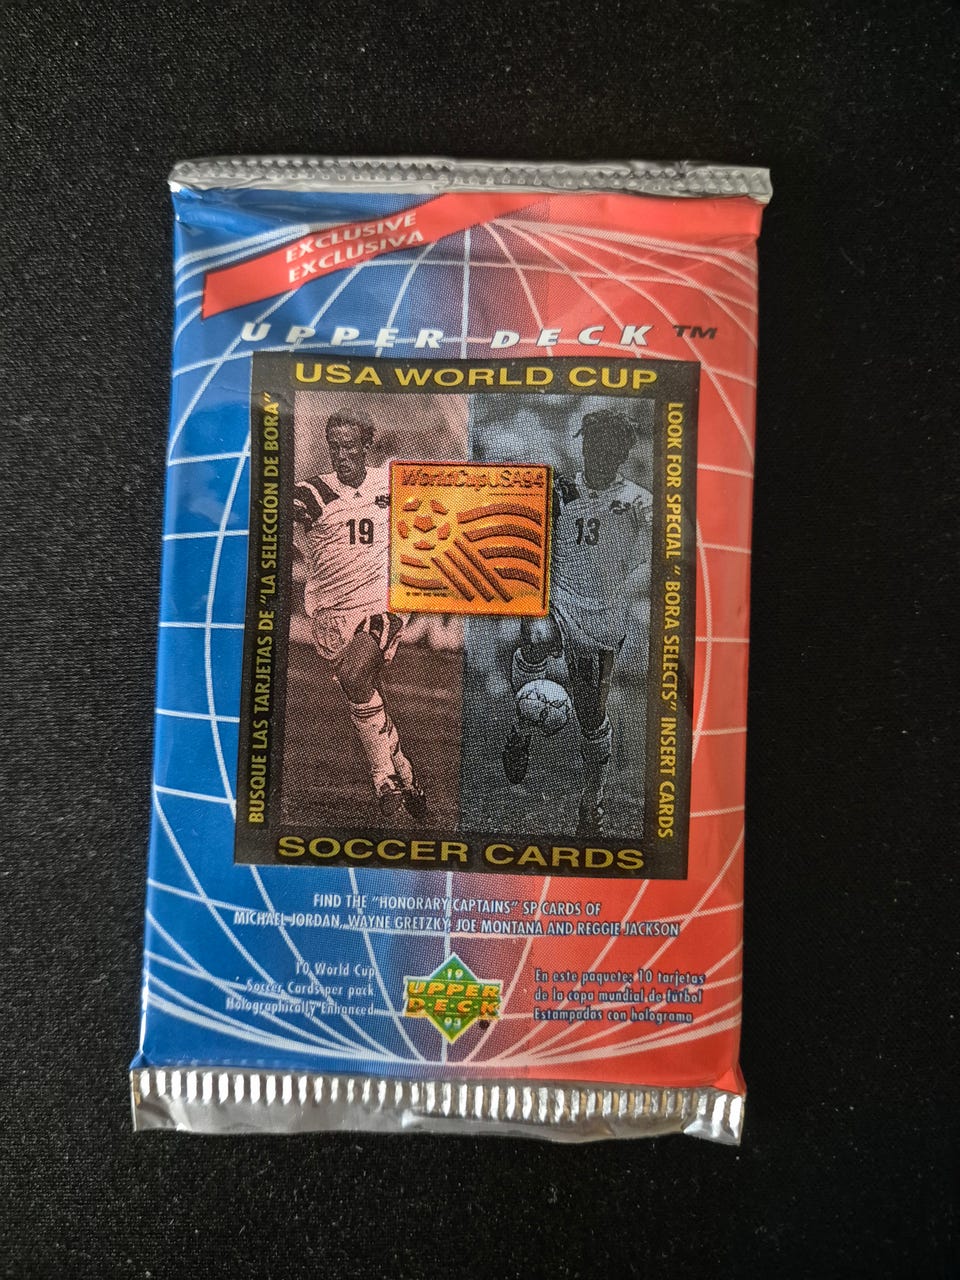 EXCLUSIVE
EXCLUSIVA
UPPER DECK™
USA WORLD CUP
BUSQUE LAS TARJETAS DE "LA SELECCIÓN DE BORA"
LOOK FOR SPECIAL "BORA SELECTS" INSERT CARDS
WorldCupUSA94
19
13
SOCCER CARDS
FIND THE "HONORARY CAPTAINS" SP CARDS OF
MICHAEL JORDAN, WAYNE GRETZKY, JOE MONTANA AND REGGIE JACKSON
10 World Cup
Soccer Cards per pack
Holographically Enhanced
19
UPPER
DECK
93
En este paquete: 10 tarjetas
de la copa mundial de fútbol
Estampadas con holograma